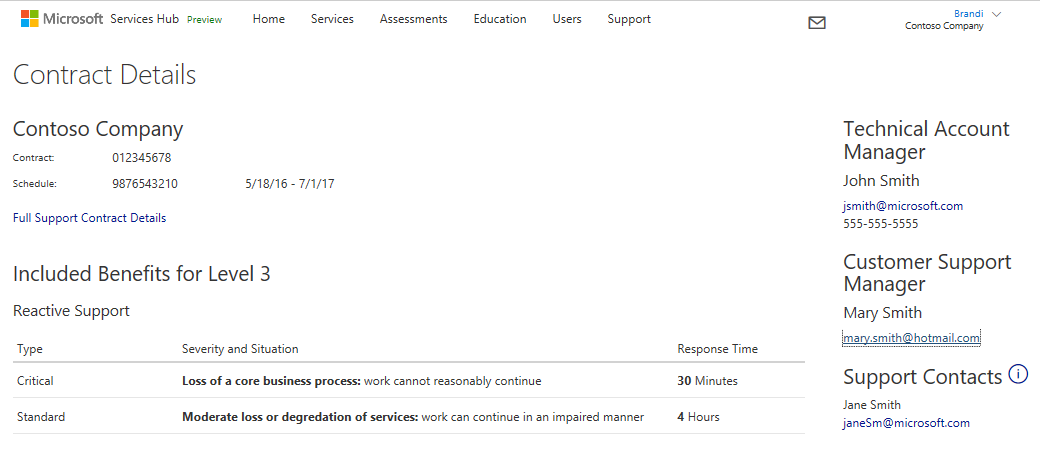 Microsoft Services Hub Preview Home Services Assessments Education Users Support
Brandi
Contoso Company
Contract Details
Contoso Company
Contract: 012345678
Schedule: 9876543210 5/18/16 - 7/1/17
Full Support Contract Details
Included Benefits for Level 3
Reactive Support
Type Severity and Situation Response Time
Critical Loss of a core business process: work cannot reasonably continue 30 Minutes
Standard Moderate loss or degredation of services: work can continue in an impaired manner 4 Hours
Technical Account
Manager
John Smith
jsmith@microsoft.com
555-555-5555
Customer Support
Manager
Mary Smith
mary.smith@hotmail.com
Support Contacts
Jane Smith
janeSm@microsoft.com